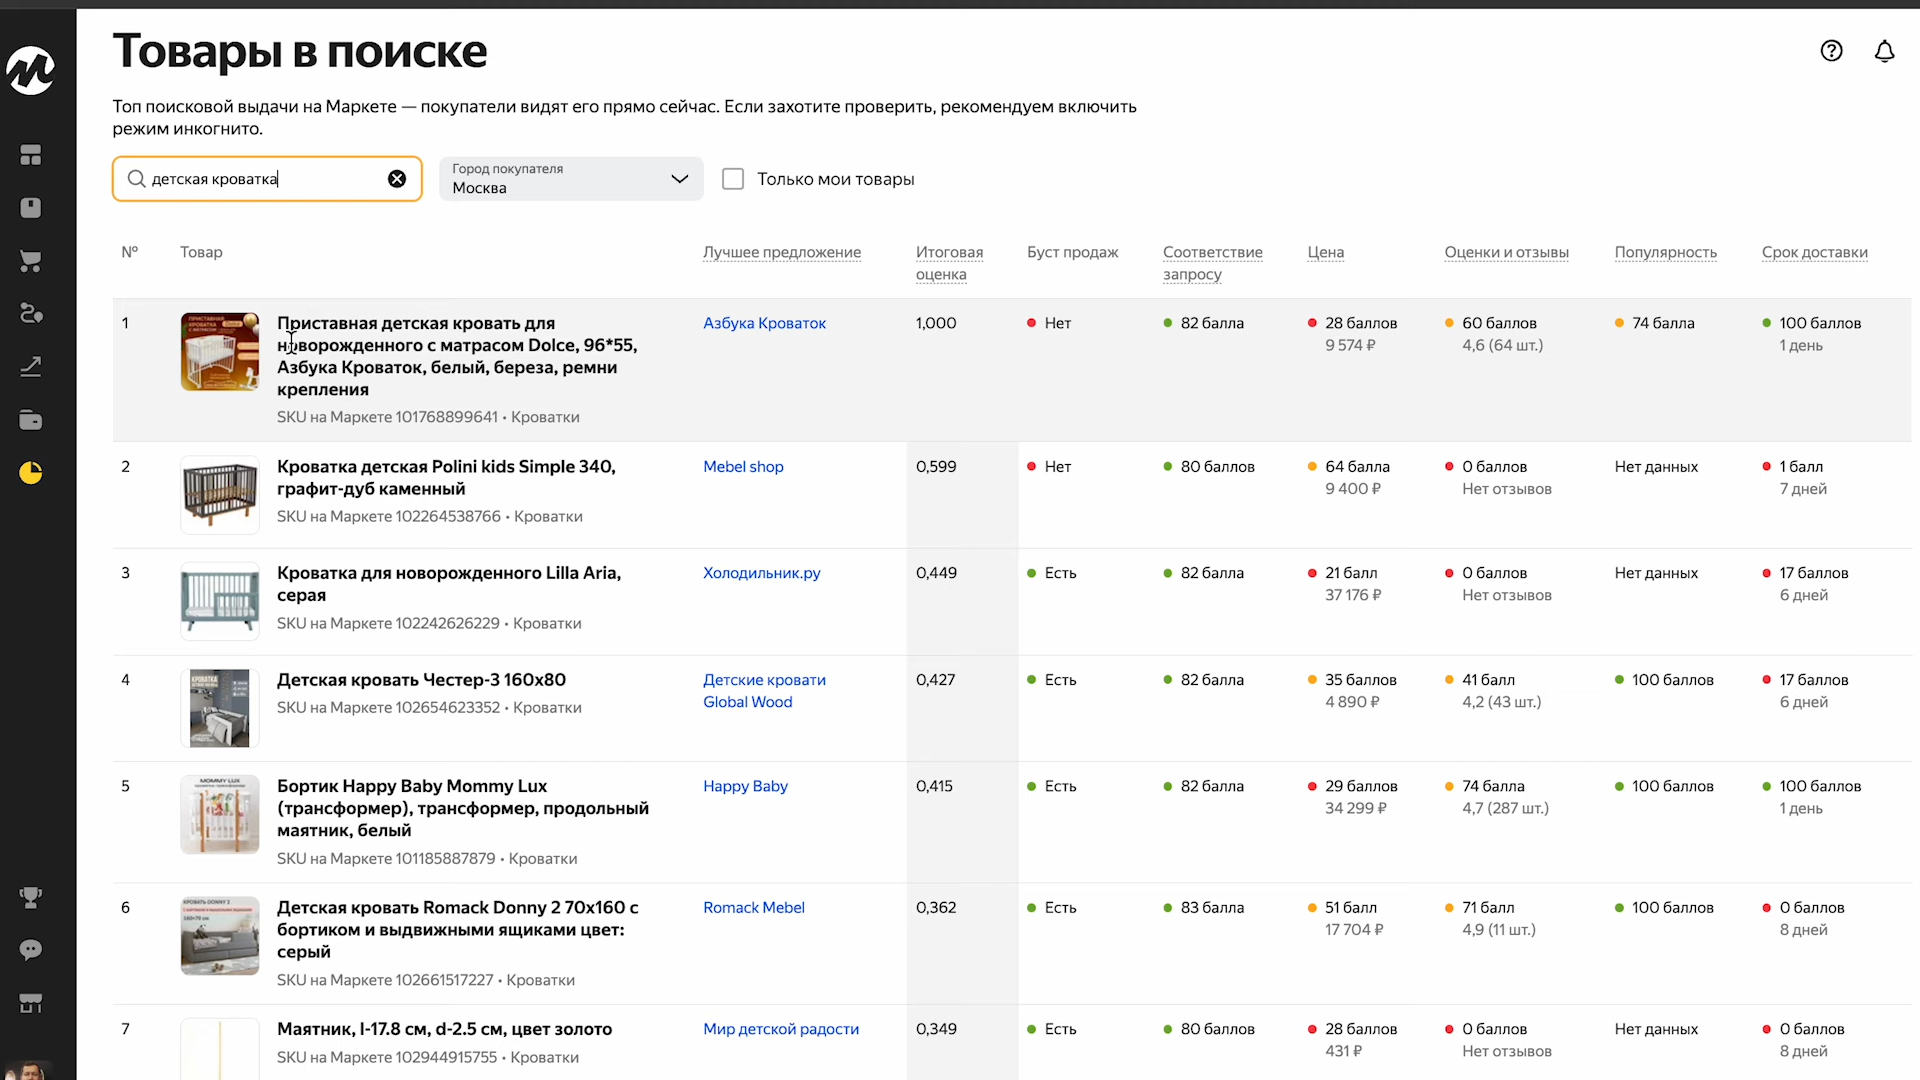 Товары в поиске
Топ поисковой выдачи на Маркете — покупатели видят его прямо сейчас. Если захотите проверить, рекомендуем включить
режим инкогнито.
детская кроватка
Город покупателя
Москва
Только мои товары
№ Товар Лучшее предложение Итоговая оценка Буст продаж Соответствие запросу Цена Оценки и отзывы Популярность Срок доставки
1
Приставная детская кровать для
новорожденного с матрасом Dolce, 96*55,
Азбука Кроваток, белый, береза, ремни
крепления
SKU на Маркете 101768899641 • Кроватки
Азбука Кроваток
1,000
Нет
82 балла
28 баллов
9 574 ₽
60 баллов
4,6 (64 шт.)
74 балла
100 баллов
1 день
2
Кроватка детская Polini kids Simple 340,
графит-дуб каменный
SKU на Маркете 102264538766 • Кроватки
Mebel shop
0,599
Нет
80 баллов
64 балла
9 400 ₽
0 баллов
Нет отзывов
Нет данных
1 балл
7 дней
3
Кроватка для новорожденного Lilla Aria,
серая
SKU на Маркете 102242626229 • Кроватки
Холодильник.ру
0,449
Есть
82 балла
21 балл
37 176 ₽
0 баллов
Нет отзывов
Нет данных
17 баллов
6 дней
4
Детская кровать Честер-3 160х80
SKU на Маркете 102654623352 • Кроватки
Детские кровати
Global Wood
0,427
Есть
82 балла
35 баллов
4 890 ₽
41 балл
4,2 (43 шт.)
100 баллов
17 баллов
6 дней
5
MOMMY LUX
Бортик Happy Baby Mommy Lux
(трансформер), трансформер, продольный
маятник, белый
SKU на Маркете 101185887879 • Кроватки
Happy Baby
0,415
Есть
82 балла
29 баллов
34 299 ₽
74 балла
4,7 (287 шт.)
100 баллов
100 баллов
1 день
6
КРОВАТЬ DONNY 2
Детская кровать Romack Donny 2 70х160 с
бортиком и выдвижными ящиками цвет:
серый
SKU на Маркете 102661517227 • Кроватки
Romack Mebel
0,362
Есть
83 балла
51 балл
17 704 ₽
71 балл
4,9 (11 шт.)
100 баллов
0 баллов
8 дней
7
Маятник, l-17.8 см, d-2.5 см, цвет золото
SKU на Маркете 102944915755 • Кроватки
Мир детской радости
0,349
Есть
80 баллов
28 баллов
431 ₽
0 баллов
Нет отзывов
Нет данных
0 баллов
8 дней